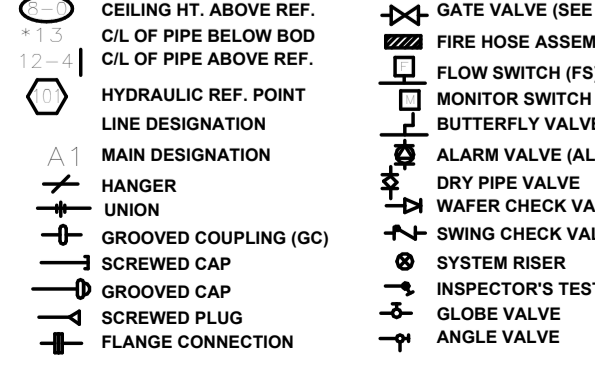 8-0 CEILING HT. ABOVE REF.
*13 C/L OF PIPE BELOW BOD
12-4 C/L OF PIPE ABOVE REF.
101 HYDRAULIC REF. POINT
LINE DESIGNATION
A1 MAIN DESIGNATION
HANGER
UNION
GROOVED COUPLING (GC)
SCREWED CAP
GROOVED CAP
SCREWED PLUG
FLANGE CONNECTION
GATE VALVE (SEE
FIRE HOSE ASSEM
F FLOW SWITCH (FS)
M MONITOR SWITCH
BUTTERFLY VALVE
ALARM VALVE (AL
DRY PIPE VALVE
WAFER CHECK VA
SWING CHECK VAL
SYSTEM RISER
INSPECTOR'S TEST
GLOBE VALVE
ANGLE VALVE